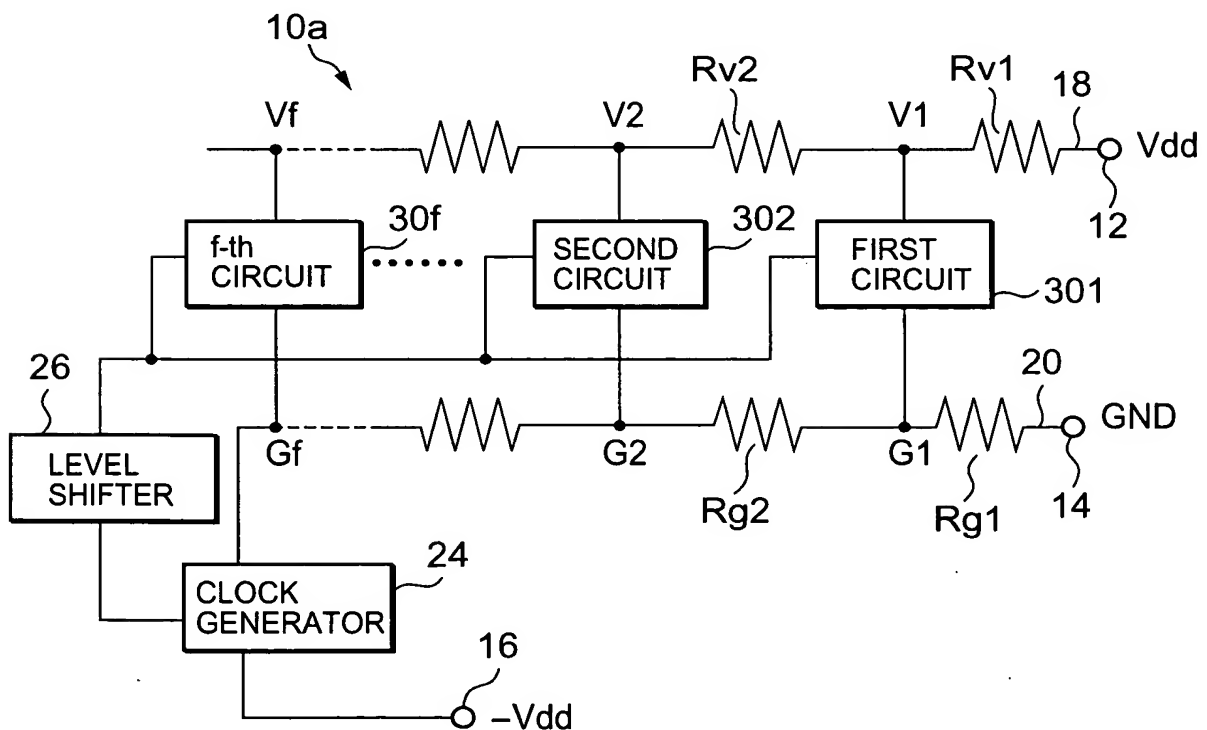 10a
Rv2
Rv1
18
Vf
V2
V1
Vdd
12
30f
302
f-th
CIRCUIT
SECOND
CIRCUIT
FIRST
CIRCUIT
301
26
20
GND
Gf
G2
G1
14
LEVEL
SHIFTER
Rg2
Rg1
24
CLOCK
GENERATOR
16
–Vdd